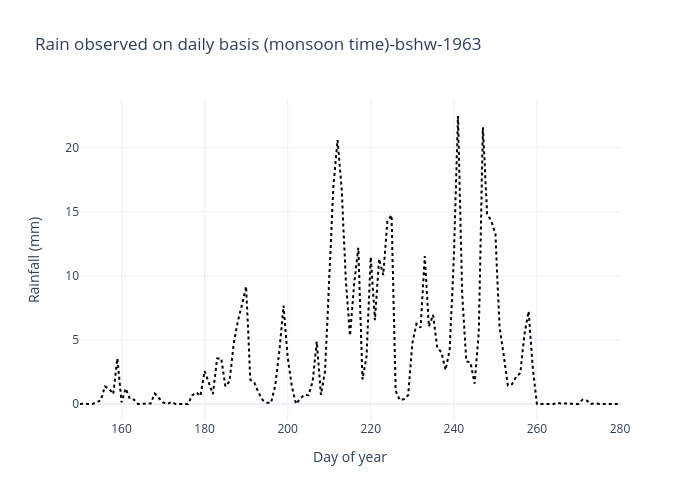 Rain observed on daily basis (monsoon time)-bshw-1963
20
15
10
5
0
Rainfall (mm)
160 180 200 220 240 260 280
Day of year